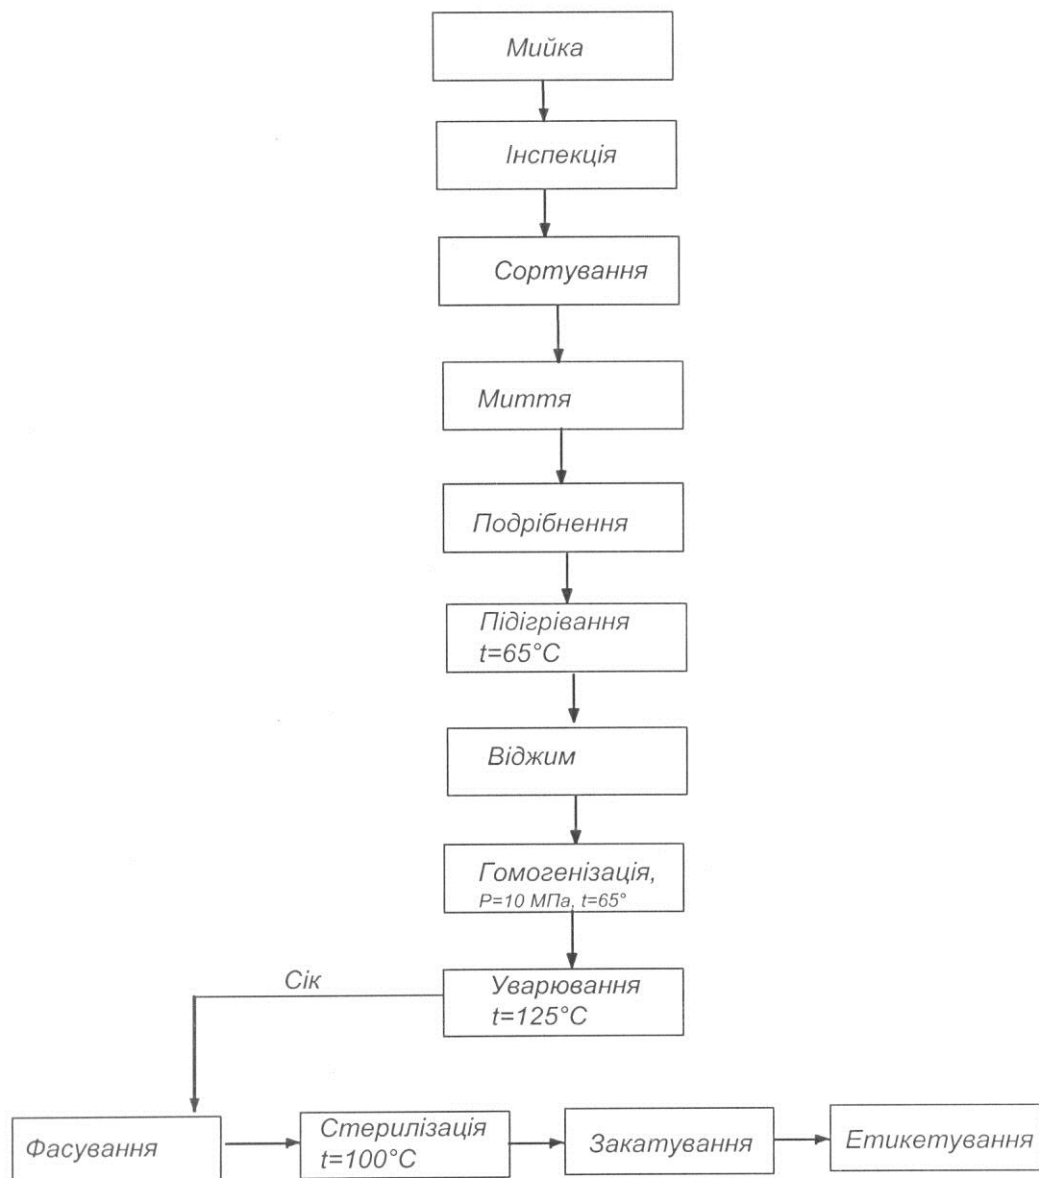 Мийка
Інспекція
Сортування
Миття
Подрібнення
Підігрівання
t=65°C
Віджим
Гомогенізація,
P=10 МПа, t=65°
Сік
Уварювання
t=125°C
Фасування
Стерилізація
t=100°C
Закатування
Етикетування